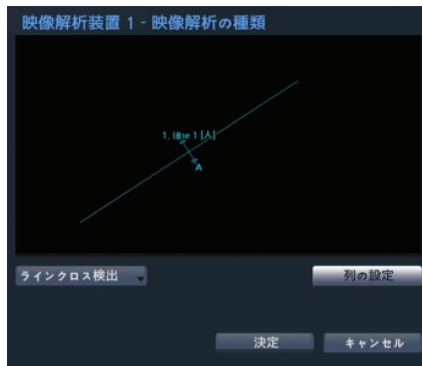 映像解析装置 1 - 映像解析の種類
1. line 1 [人]
B
A
ラインクロス検出
列の設定
決定
キャンセル